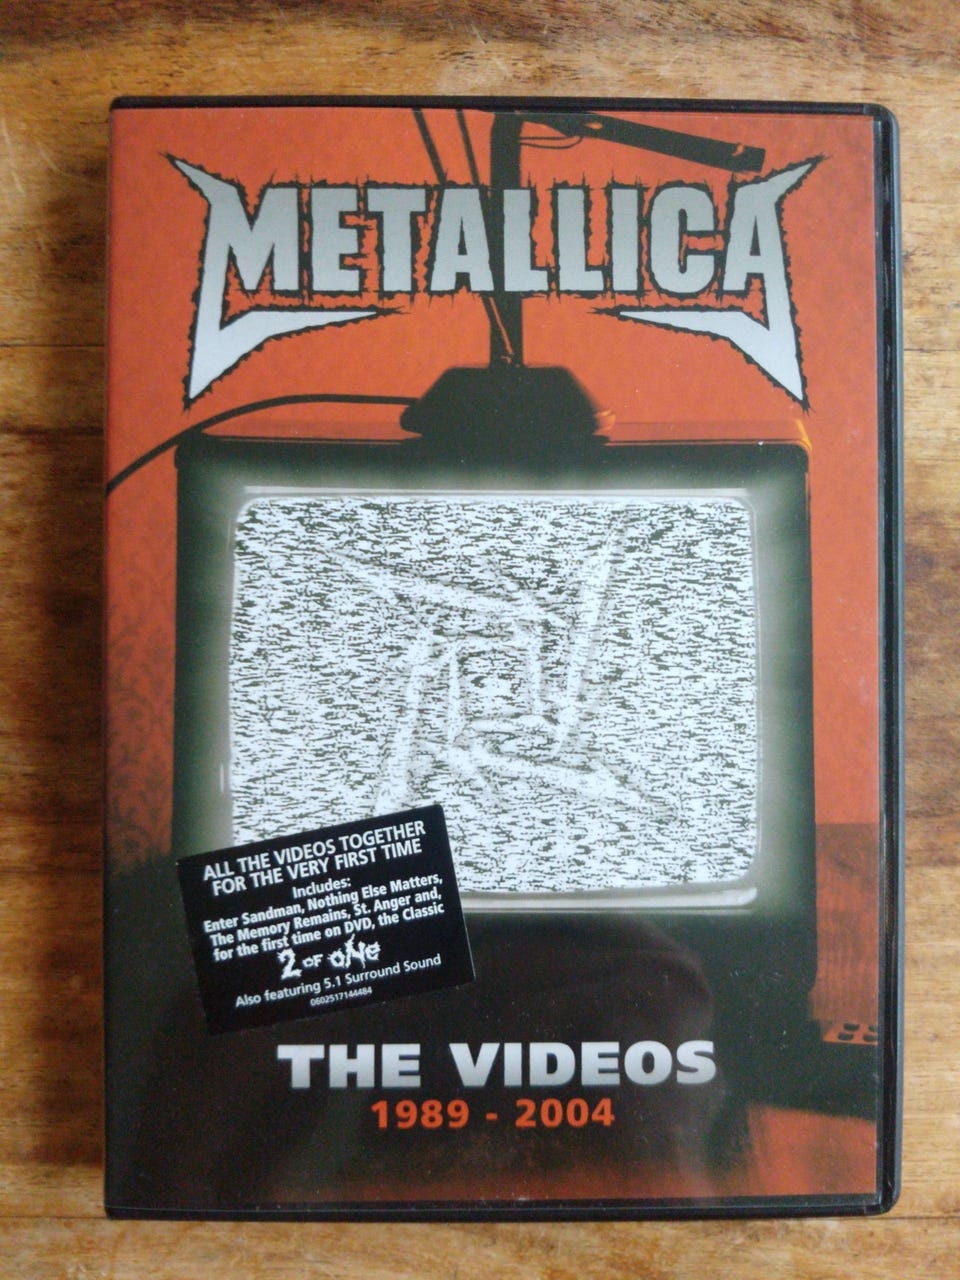 METALLICA
ALL THE VIDEOS TOGETHER
FOR THE VERY FIRST TIME
Includes:
Enter Sandman, Nothing Else Matters,
The Memory Remains, St. Anger and,
for the first time on DVD, the Classic
2 OF ONE
Also featuring 5.1 Surround Sound
0602517144484
THE VIDEOS
1989 - 2004